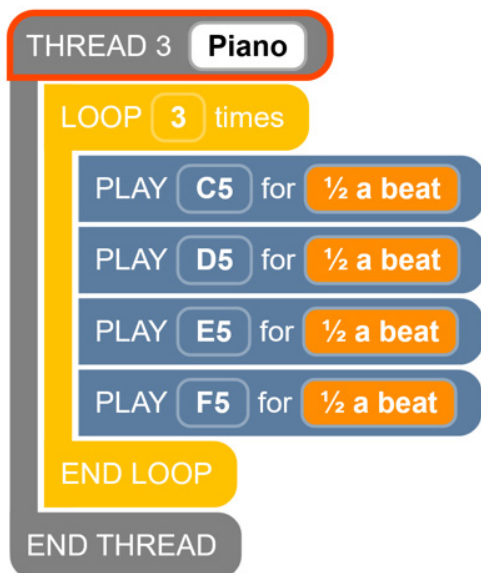 THREAD 3 Piano
LOOP 3 times
PLAY C5 for ½ a beat
PLAY D5 for ½ a beat
PLAY E5 for ½ a beat
PLAY F5 for ½ a beat
END LOOP
END THREAD